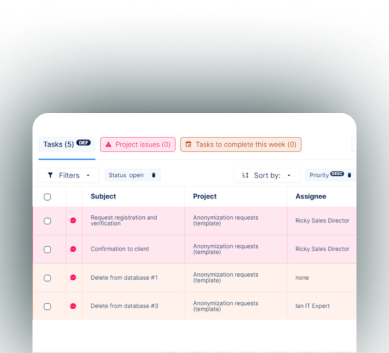 Tasks (5) DEF Project issues (0) Tasks to complete this week (0)
Filters Status open Sort by: Priority DESC
Subject Project Assignee
Request registration and
verification
Anonymization requests
(template)
Ricky Sales Director
Confirmation to client
Anonymization requests
(template)
Ricky Sales Director
Delete from database #1
Anonymization requests
(template)
none
Delete from database #3
Anonymization requests
(template)
Ian IT Expert